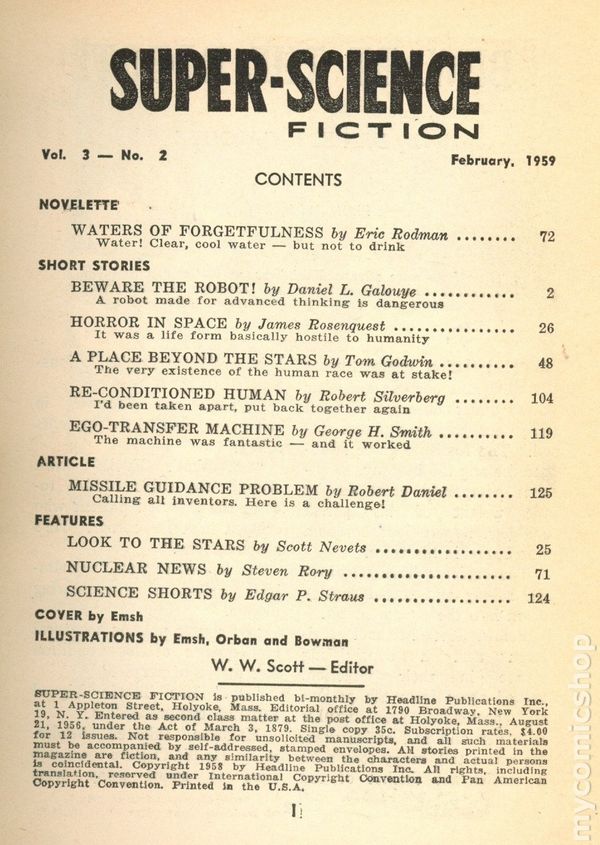 SUPER-SCIENCE
FICTION
Vol. 3 — No. 2 February, 1959
CONTENTS
NOVELETTE
WATERS OF FORGETFULNESS by Eric Rodman ........ 72
Water! Clear, cool water — but not to drink
SHORT STORIES
BEWARE THE ROBOT! by Daniel L. Galouye ............ 2
A robot made for advanced thinking is dangerous
HORROR IN SPACE by James Rosenquest ................ 26
It was a life form basically hostile to humanity
A PLACE BEYOND THE STARS by Tom Godwin .......... 48
The very existence of the human race was at stake!
RE-CONDITIONED HUMAN by Robert Silverberg ........ 104
I'd been taken apart, put back together again
EGO-TRANSFER MACHINE by George H. Smith .......... 119
The machine was fantastic — and it worked
ARTICLE
MISSILE GUIDANCE PROBLEM by Robert Daniel ........ 125
Calling all inventors. Here is a challenge!
FEATURES
LOOK TO THE STARS by Scott Nevets .................. 25
NUCLEAR NEWS by Steven Rory ...................... 71
SCIENCE SHORTS by Edgar P. Straus .................. 124
COVER by Emsh
ILLUSTRATIONS by Emsh, Orban and Bowman
W. W. Scott — Editor
SUPER-SCIENCE FICTION is published bi-monthly by Headline Publications Inc.,
at 1 Appleton Street, Holyoke, Mass. Editorial office at 1790 Broadway, New York
19, N. Y. Entered as second class matter at the post office at Holyoke, Mass., August
21, 1956, under the Act of March 3, 1879. Single copy 35c. Subscription rates, $4.00
for 12 issues. Not responsible for unsolicited manuscripts, and all such materials
must be accompanied by self-addressed, stamped envelopes. All stories printed in the
magazine are fiction, and any similarity between the characters and actual persons
is coincidental. Copyright 1958 by Headline Publications Inc. All rights, including
translation, reserved under International Copyright Convention and Pan American
Copyright Convention. Printed in the U.S.A.
1
mycomicshop